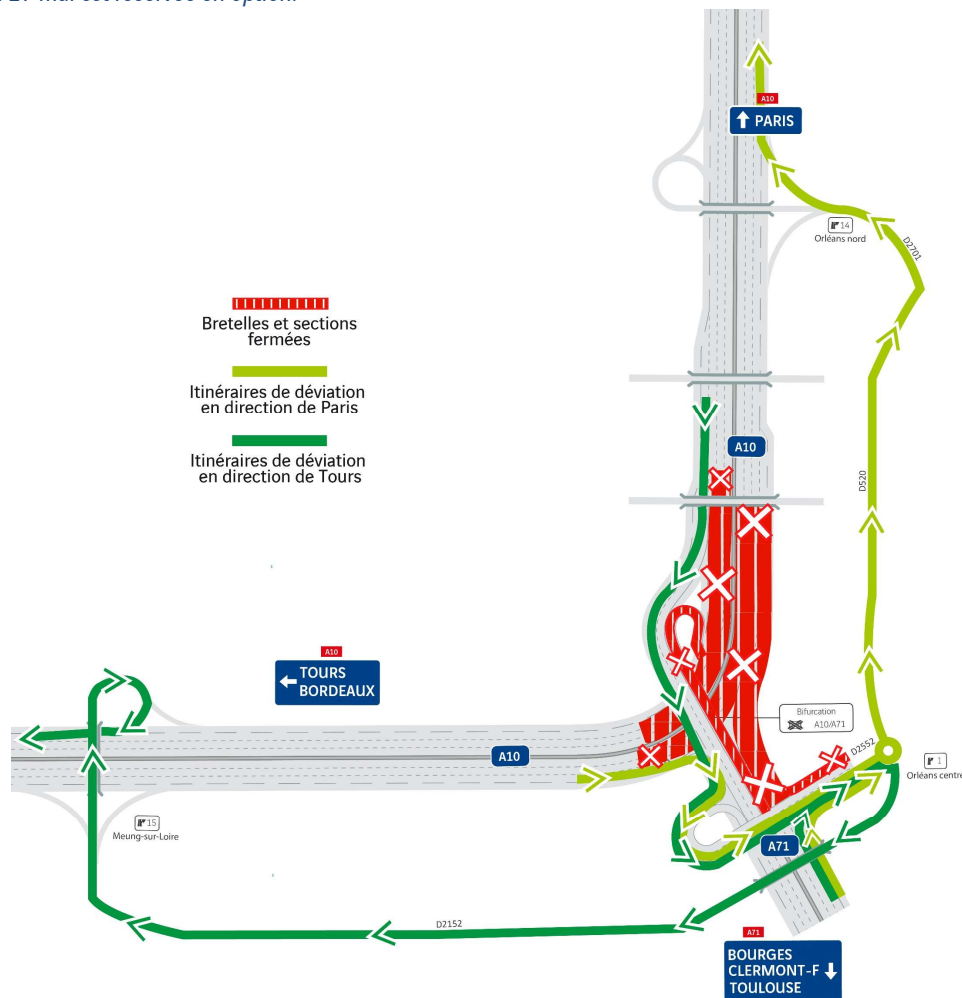 A10
↑ PARIS
14
Orléans nord
D2701
Bretelles et sections
fermées
Itinéraires de déviation
en direction de Paris
Itinéraires de déviation
en direction de Tours
A10
D520
A10
← TOURS
BORDEAUX
Bifurcation
A10/A71
D2552
A10
1
Orléans centre
15
Meung-sur-Loire
A71
D2152
A71
BOURGES
CLERMONT-F ↓
TOULOUSE